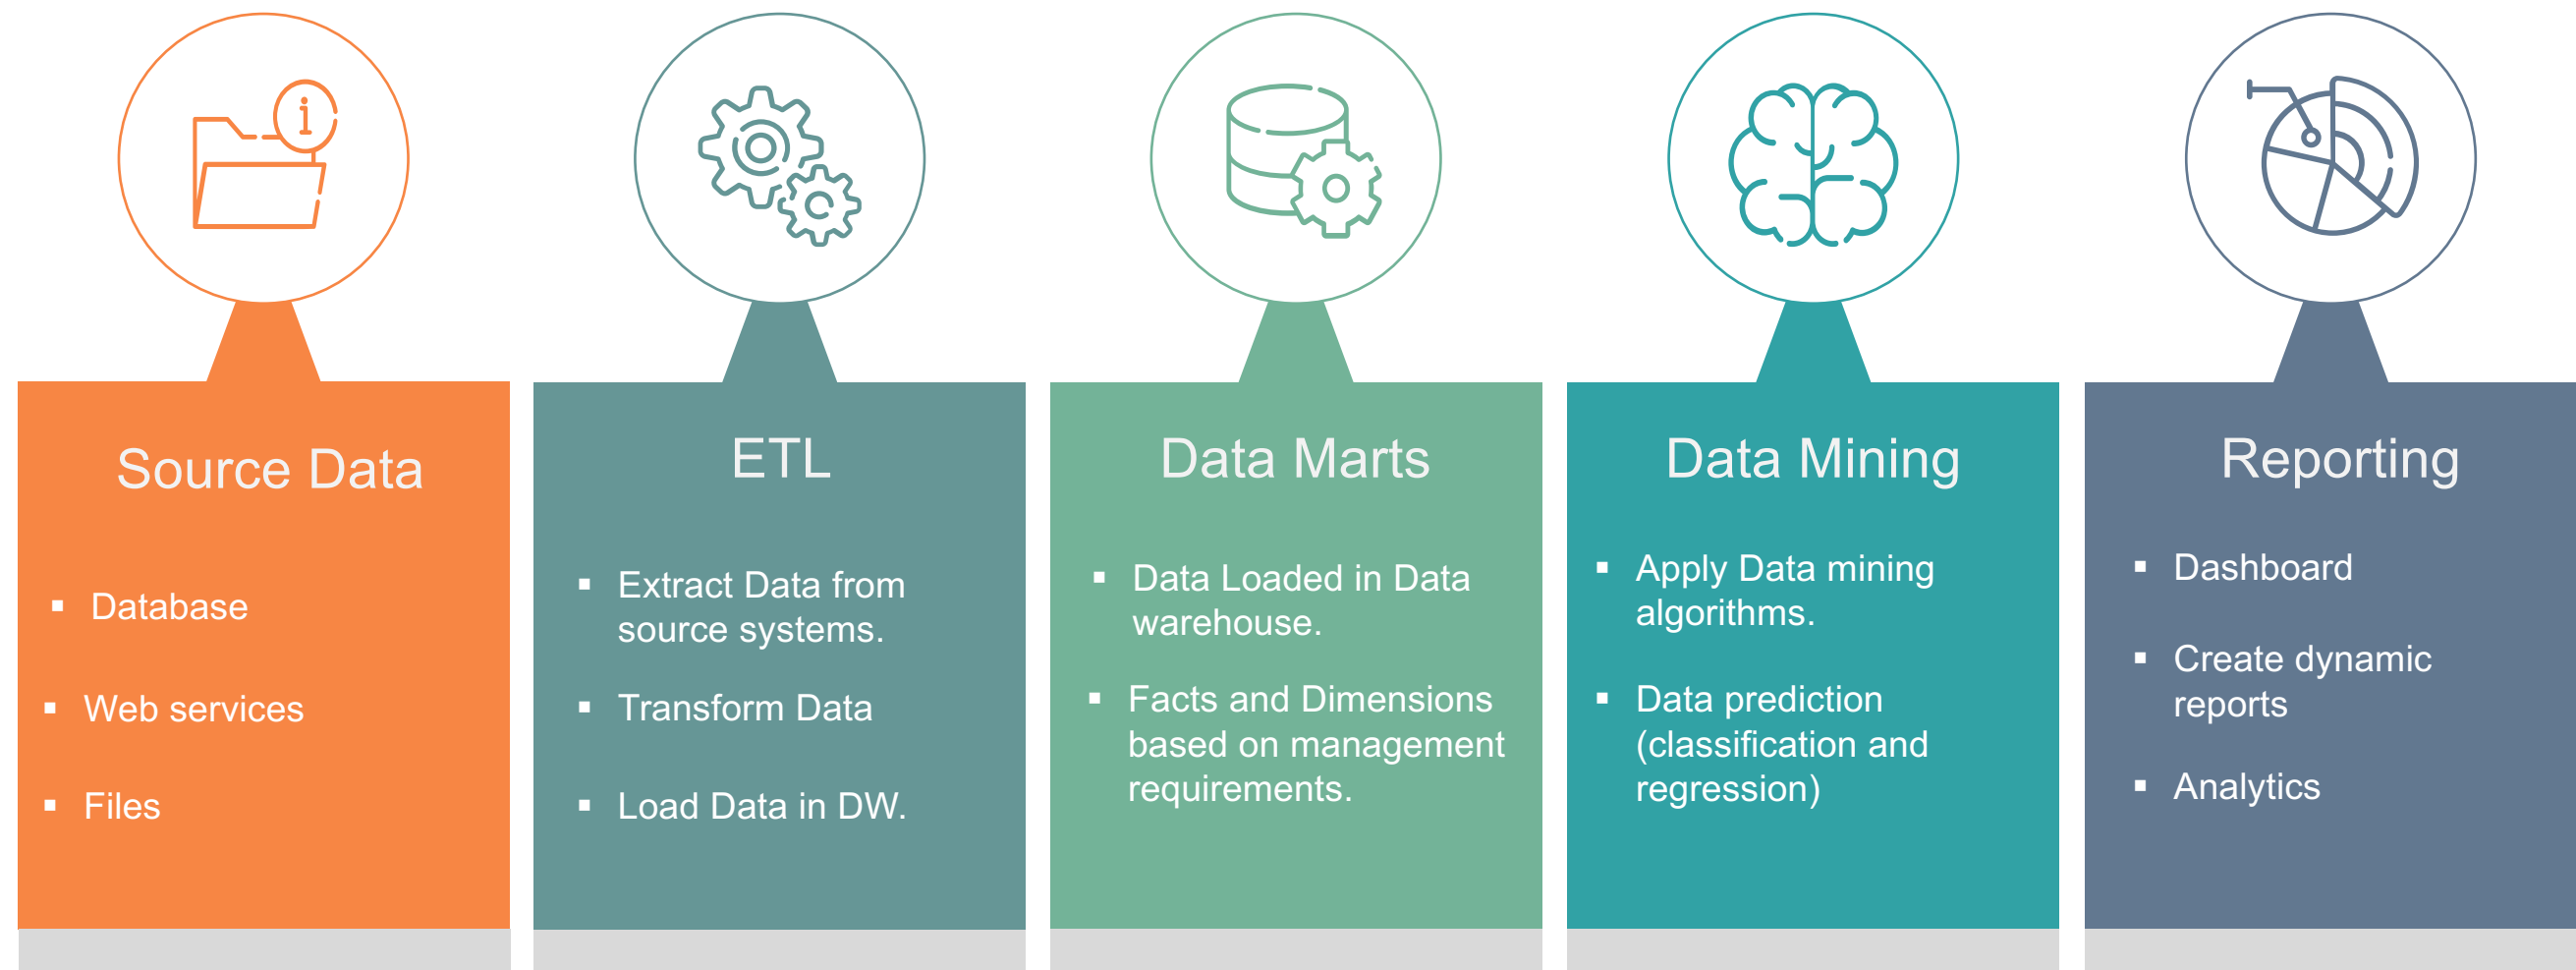 Source Data
▪ Database
▪ Web services
▪ Files
ETL
▪ Extract Data from
source systems.
▪ Transform Data
▪ Load Data in DW.
Data Marts
▪ Data Loaded in Data
warehouse.
▪ Facts and Dimensions
based on management
requirements.
Data Mining
▪ Apply Data mining
algorithms.
▪ Data prediction
(classification and
regression)
Reporting
▪ Dashboard
▪ Create dynamic
reports
▪ Analytics